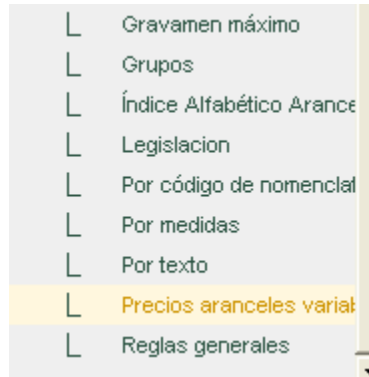 Gravamen máximo
Grupos
Índice Alfabético Arance
Legislacion
Por código de nomenclat
Por medidas
Por texto
Precios aranceles variab
Reglas generales